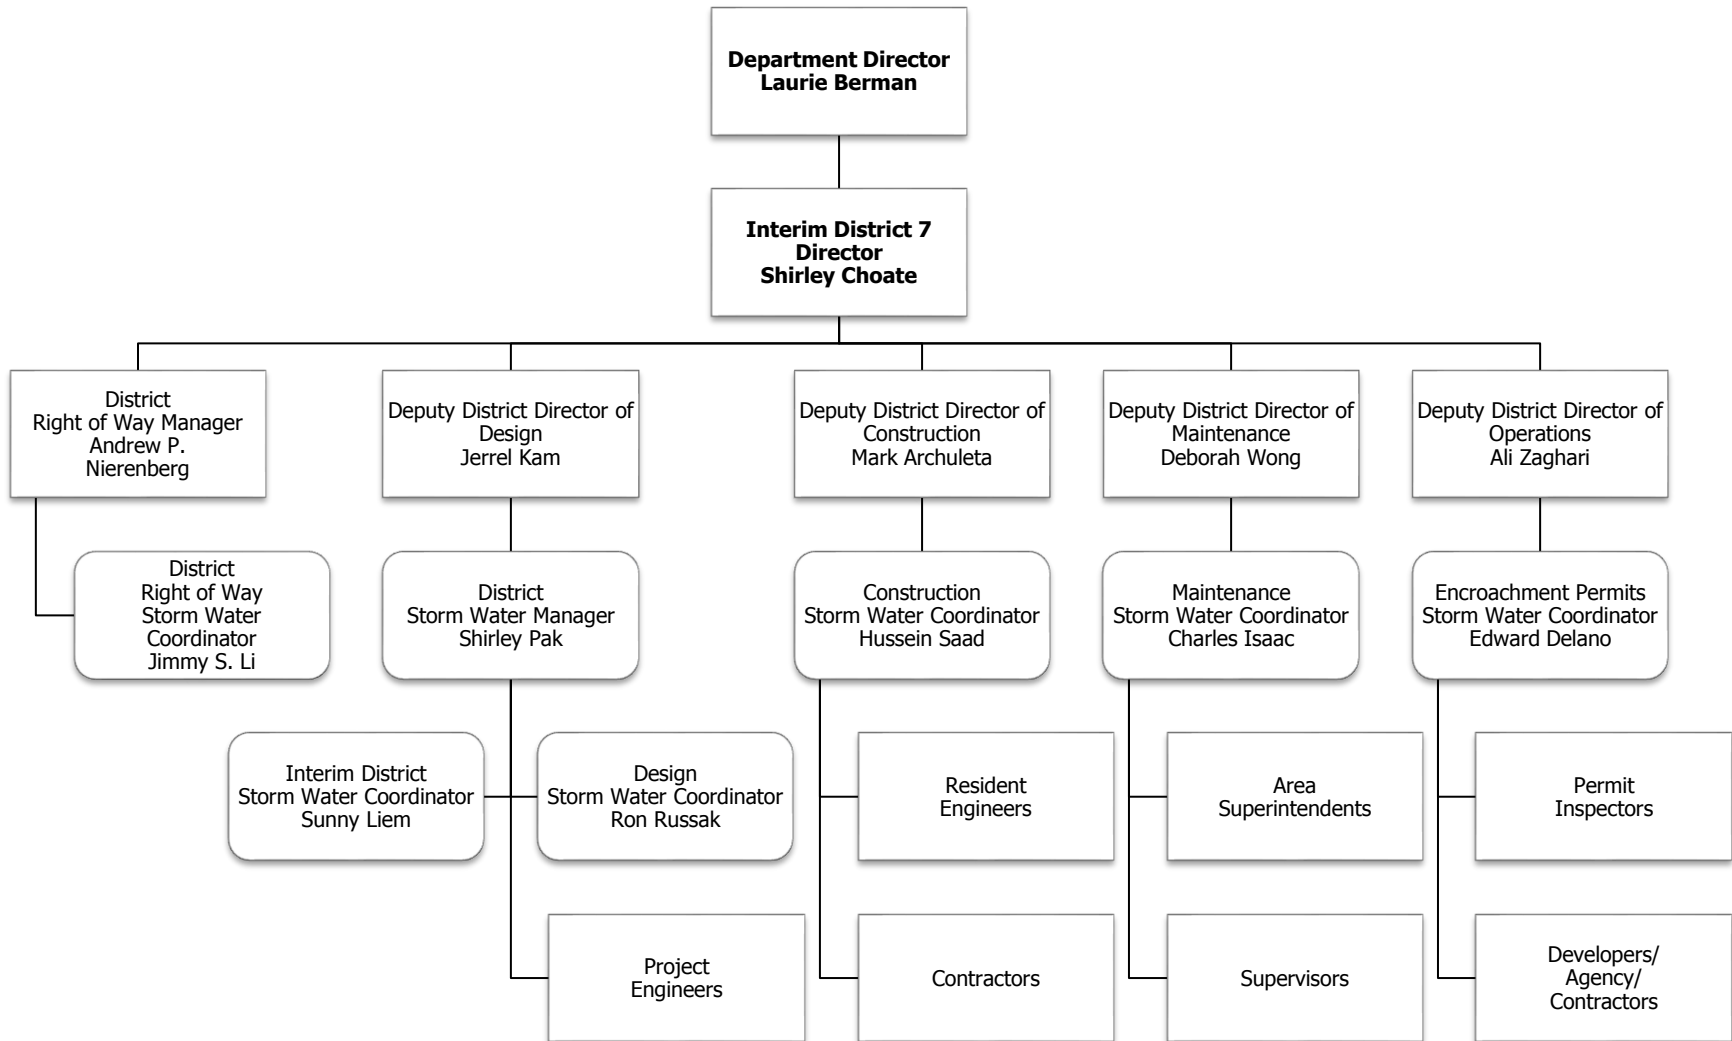 Department Director
Laurie Berman
Interim District 7
Director
Shirley Choate
District
Right of Way Manager
Andrew P.
Nierenberg
Deputy District Director of
Design
Jerrel Kam
Deputy District Director of
Construction
Mark Archuleta
Deputy District Director of
Maintenance
Deborah Wong
Deputy District Director of
Operations
Ali Zaghari
District
Right of Way
Storm Water
Coordinator
Jimmy S. Li
District
Storm Water Manager
Shirley Pak
Construction
Storm Water Coordinator
Hussein Saad
Maintenance
Storm Water Coordinator
Charles Isaac
Encroachment Permits
Storm Water Coordinator
Edward Delano
Interim District
Storm Water Coordinator
Sunny Liem
Design
Storm Water Coordinator
Ron Russak
Resident
Engineers
Area
Superintendents
Permit
Inspectors
Project
Engineers
Contractors
Supervisors
Developers/
Agency/
Contractors